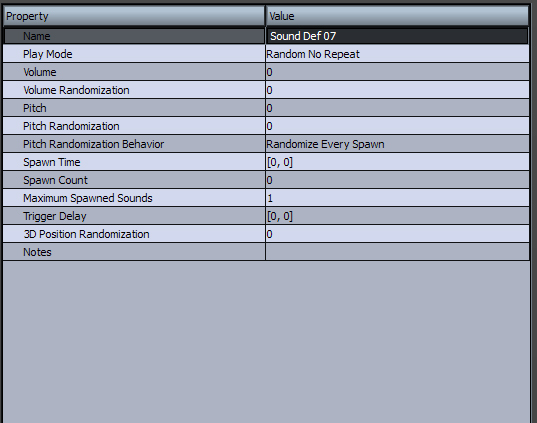 Property Value
Name Sound Def 07
Play Mode Random No Repeat
Volume 0
Volume Randomization 0
Pitch 0
Pitch Randomization 0
Pitch Randomization Behavior Randomize Every Spawn
Spawn Time [0, 0]
Spawn Count 0
Maximum Spawned Sounds 1
Trigger Delay [0, 0]
3D Position Randomization 0
Notes